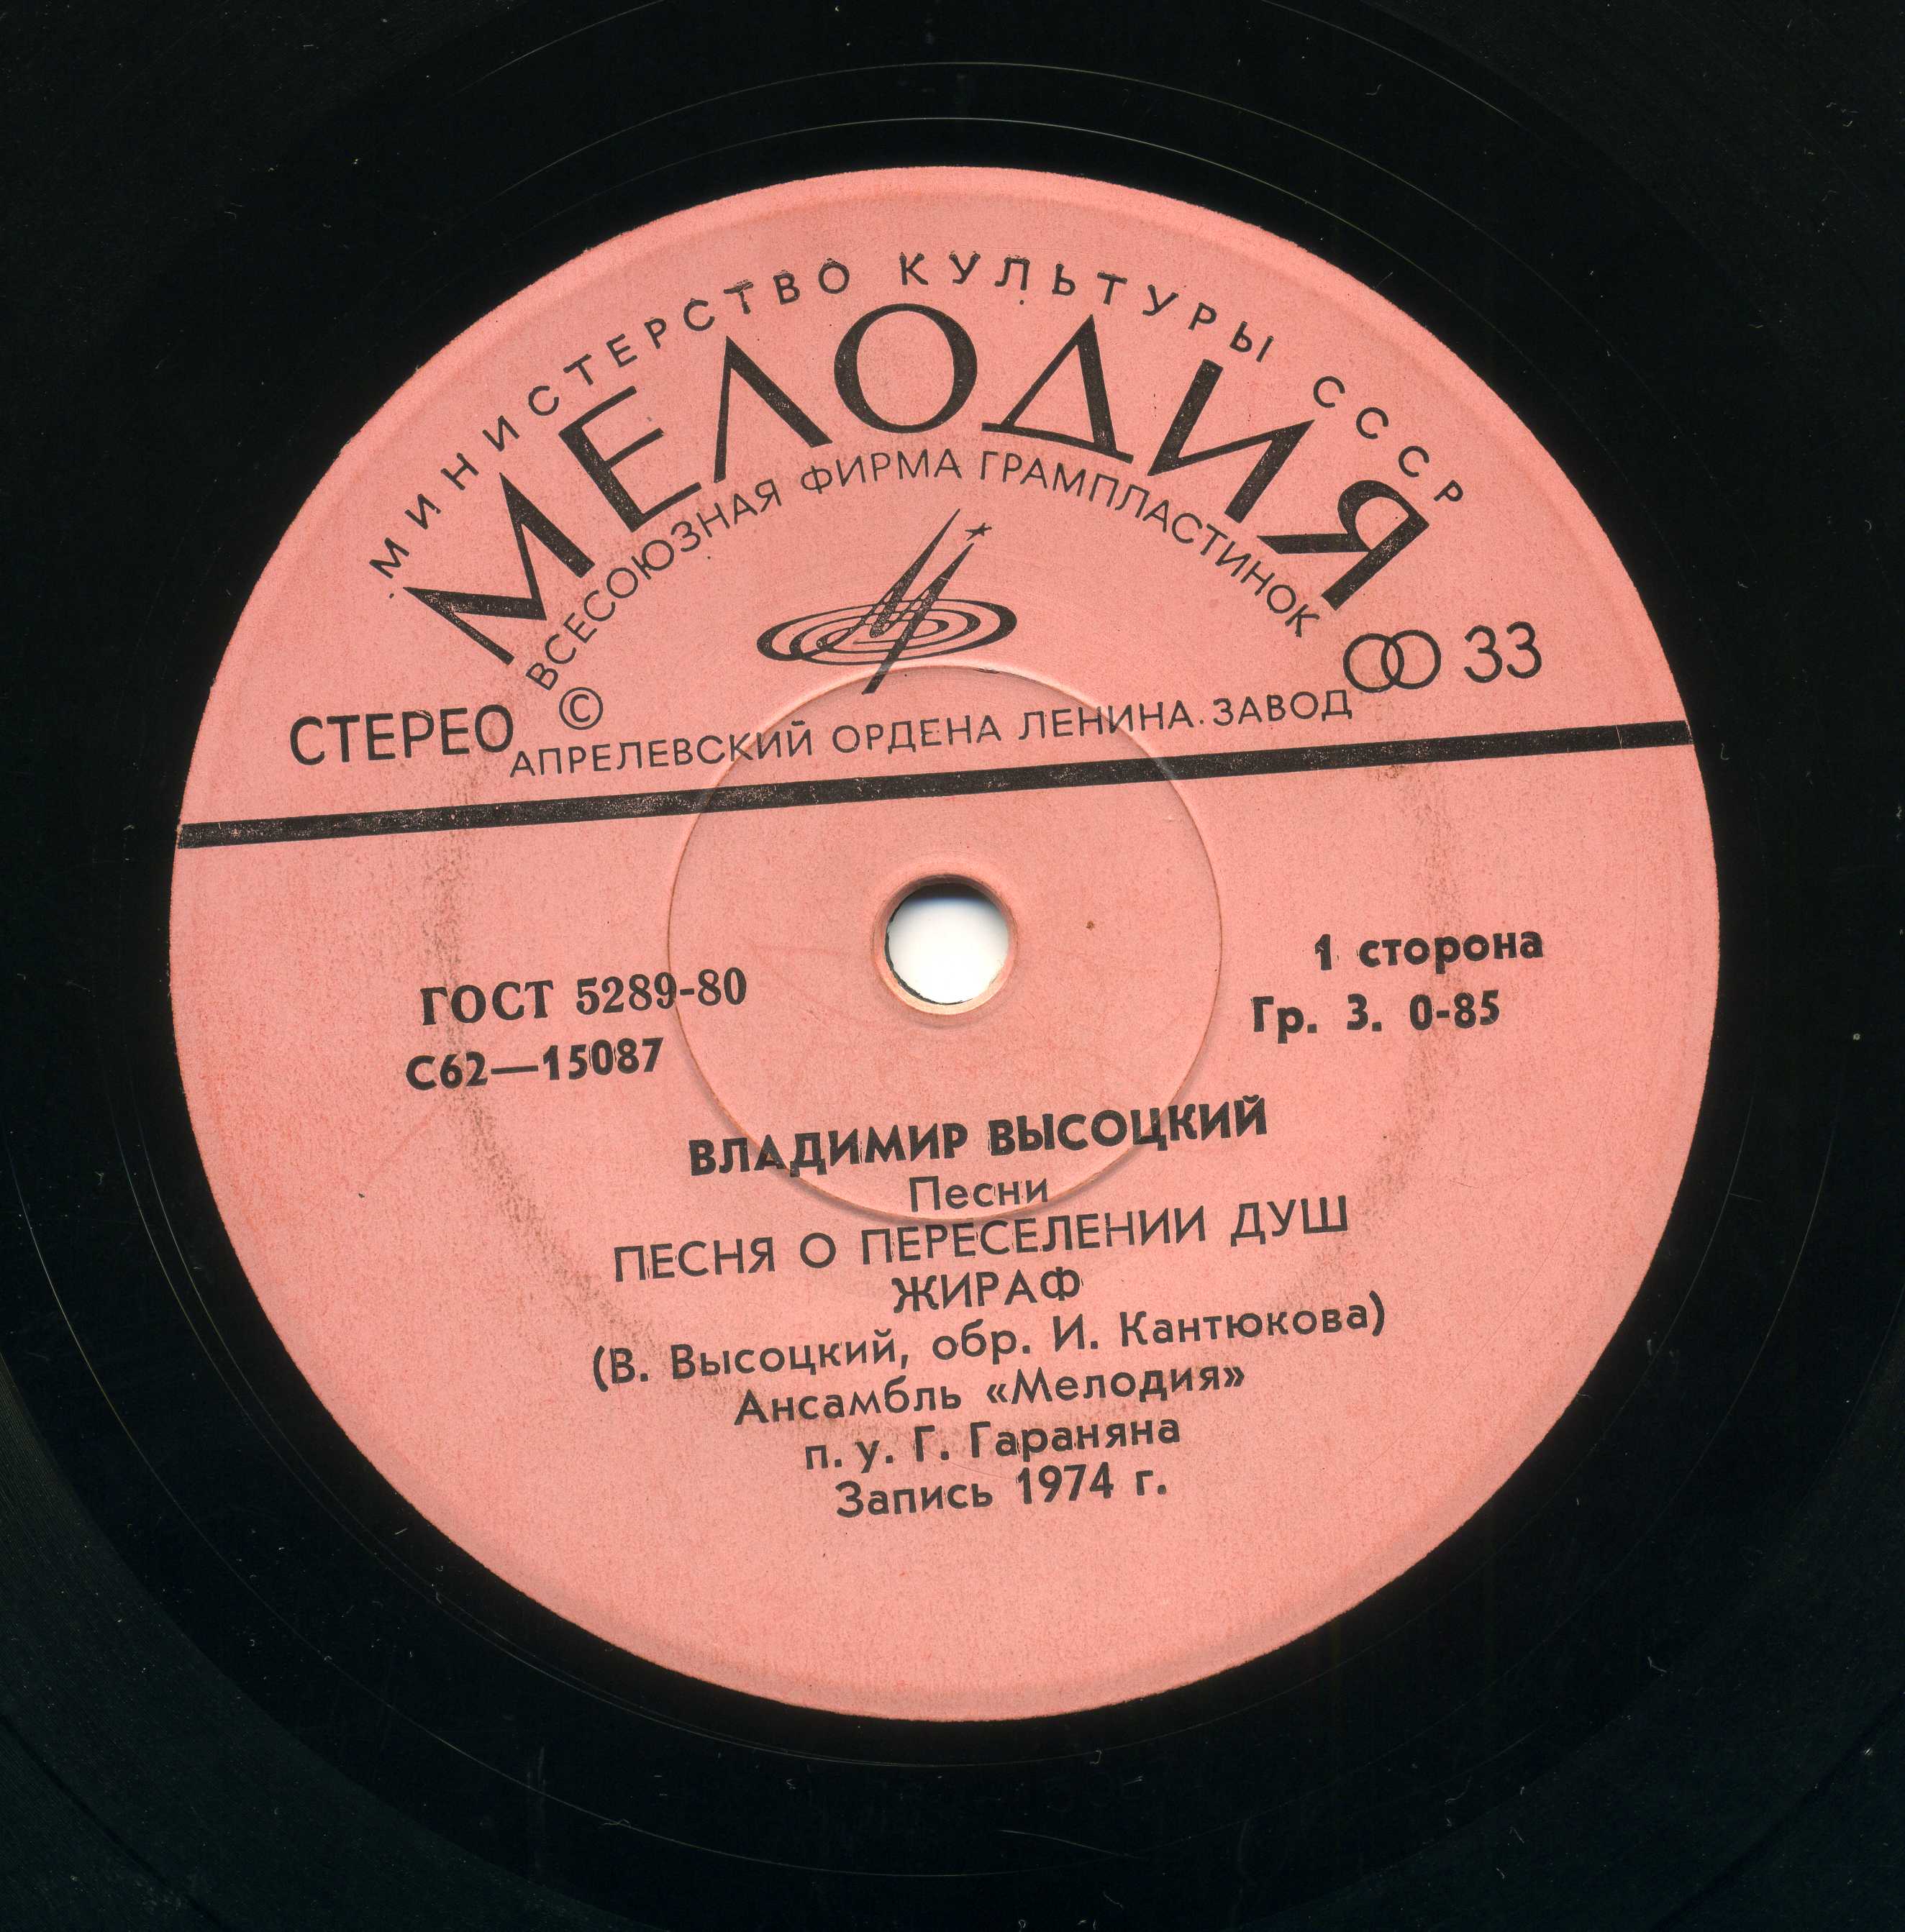 МИНИСТЕРСТВО КУЛЬТУРЫ СССР
МЕЛОДИЯ
ВСЕСОЮЗНАЯ ФИРМА ГРАМПЛАСТИНОК
СТЕРЕО © 33
АПРЕЛЕВСКИЙ ОРДЕНА ЛЕНИНА.ЗАВОД
ГОСТ 5289-80
С62—15087
1 сторона
Гр. 3. 0-85
ВЛАДИМИР ВЫСОЦКИЙ
Песни
ПЕСНЯ О ПЕРЕСЕЛЕНИИ ДУШ
ЖИРАФ
(В. Высоцкий, обр. И. Кантюкова)
Ансамбль «Мелодия»
п. у. Г. Гараняна
Запись 1974 г.